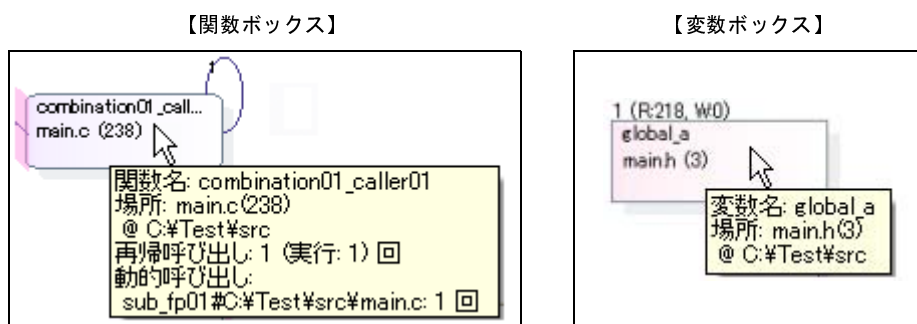 【関数ボックス】
1
combination01_call...
main.c (238)
関数名: combination01_caller01
場所: main.c(238)
@ C:¥Test¥src
再帰呼び出し: 1 (実行: 1) 回
動的呼び出し:
sub_fp01#C:¥Test¥src¥main.c: 1 回
【変数ボックス】
1 (R:218, W:0)
global_a
main.h (3)
変数名: global_a
場所: main.h(3)
@ C:¥Test¥src